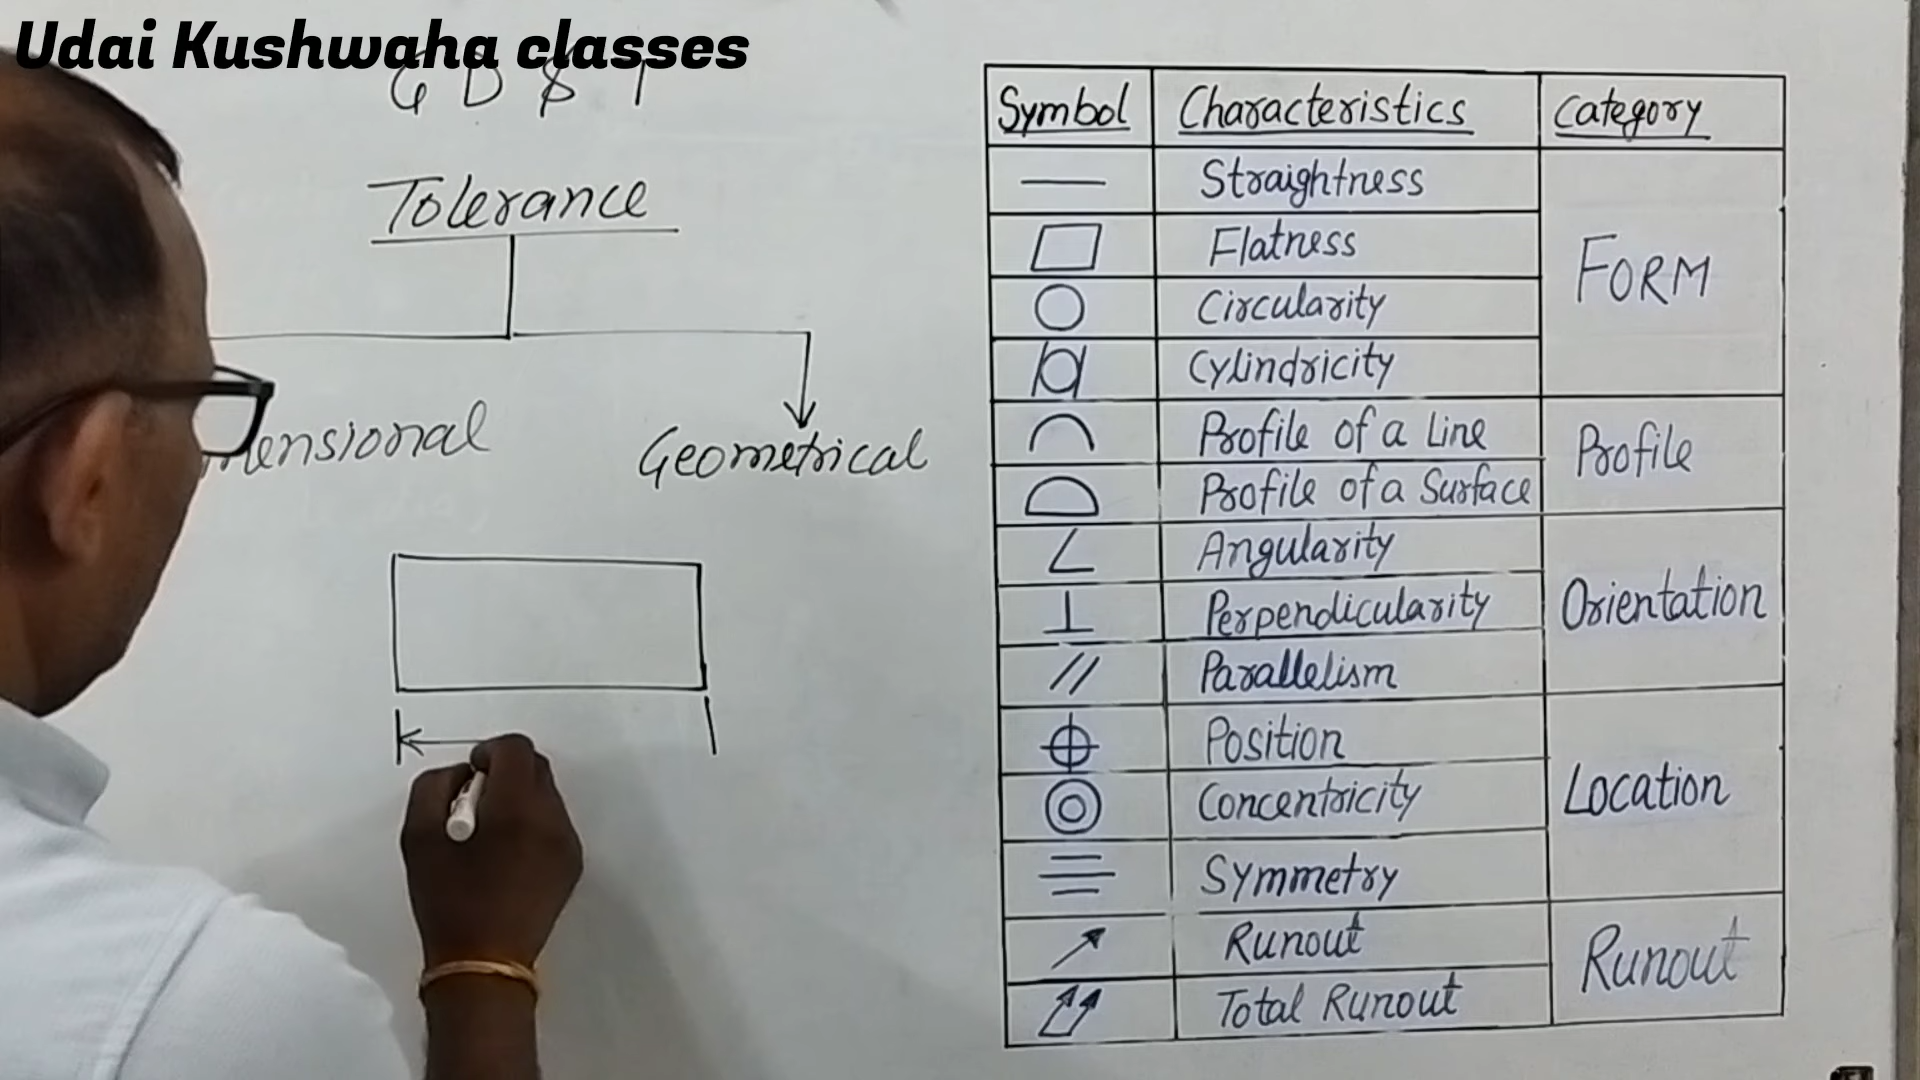 Udai Kushwaha classes
G D & T
Tolerance
mensional
Geometrical
Symbol Characteristics Category
Straightness
Flatness
Circularity
Cylindricity
FORM
Profile of a Line
Profile of a Surface
Profile
Angularity
Perpendicularity
Parallelism
Orientation
Position
Concentricity
Symmetry
Location
Runout
Total Runout
Runout